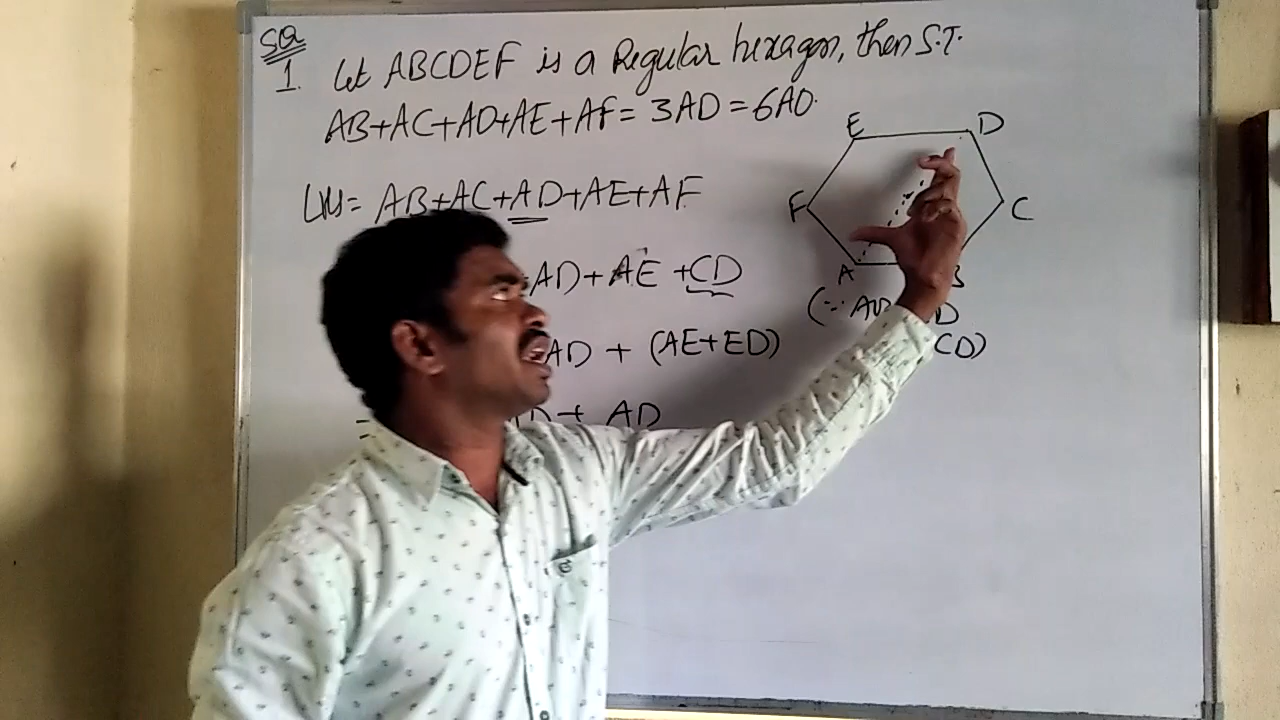 SQ
1. Let ABCDEF is a Regular hexagon, then S.T.
AB+AC+AD+AE+AF = 3AD = 6AO.
LHS = AB+AC+AD+AE+AF
AD+AE+CD
AD + (AE+ED)
= + AD
E
D
F
C
A
B
(∵
CD)